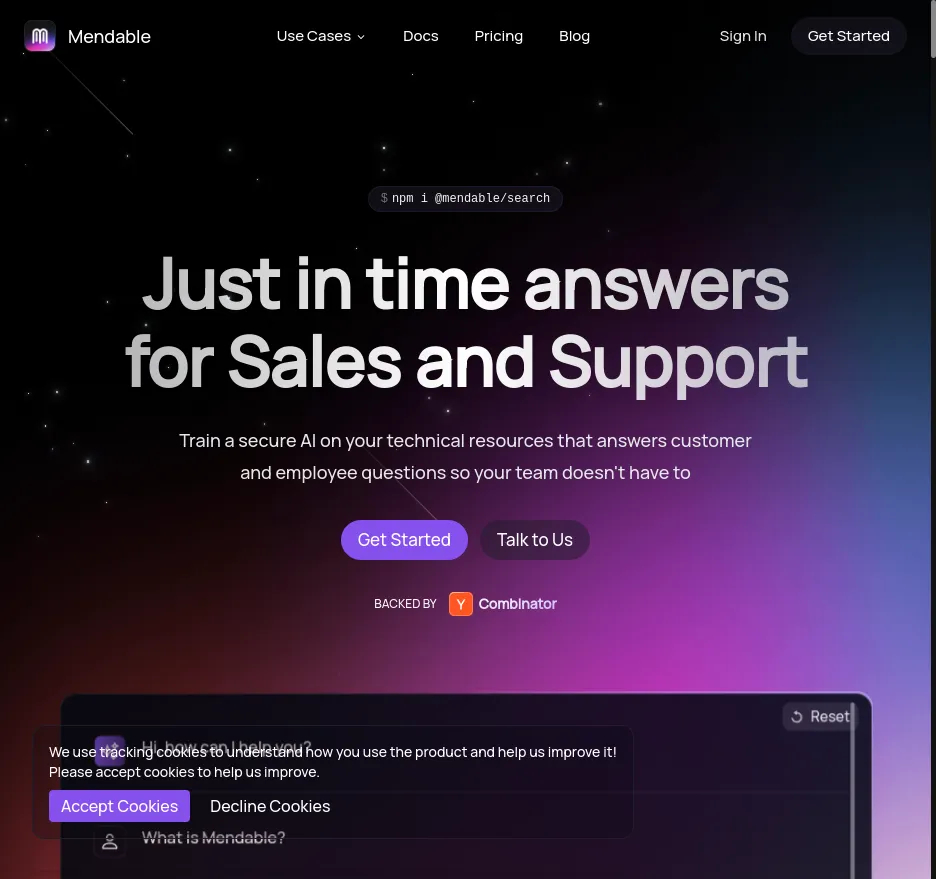 Mendable
Use Cases
Docs
Pricing
Blog
Sign In
Get Started
$ npm i @mendable/search
Just in time answers
for Sales and Support
Train a secure AI on your technical resources that answers customer
and employee questions so your team doesn't have to
Get Started
Talk to Us
BACKED BY
Y
Combinator
Reset
Hi, how can I help you?
We use tracking cookies to understand how you use the product and help us improve it!
Please accept cookies to help us improve.
Accept Cookies
Decline Cookies
What is Mendable?